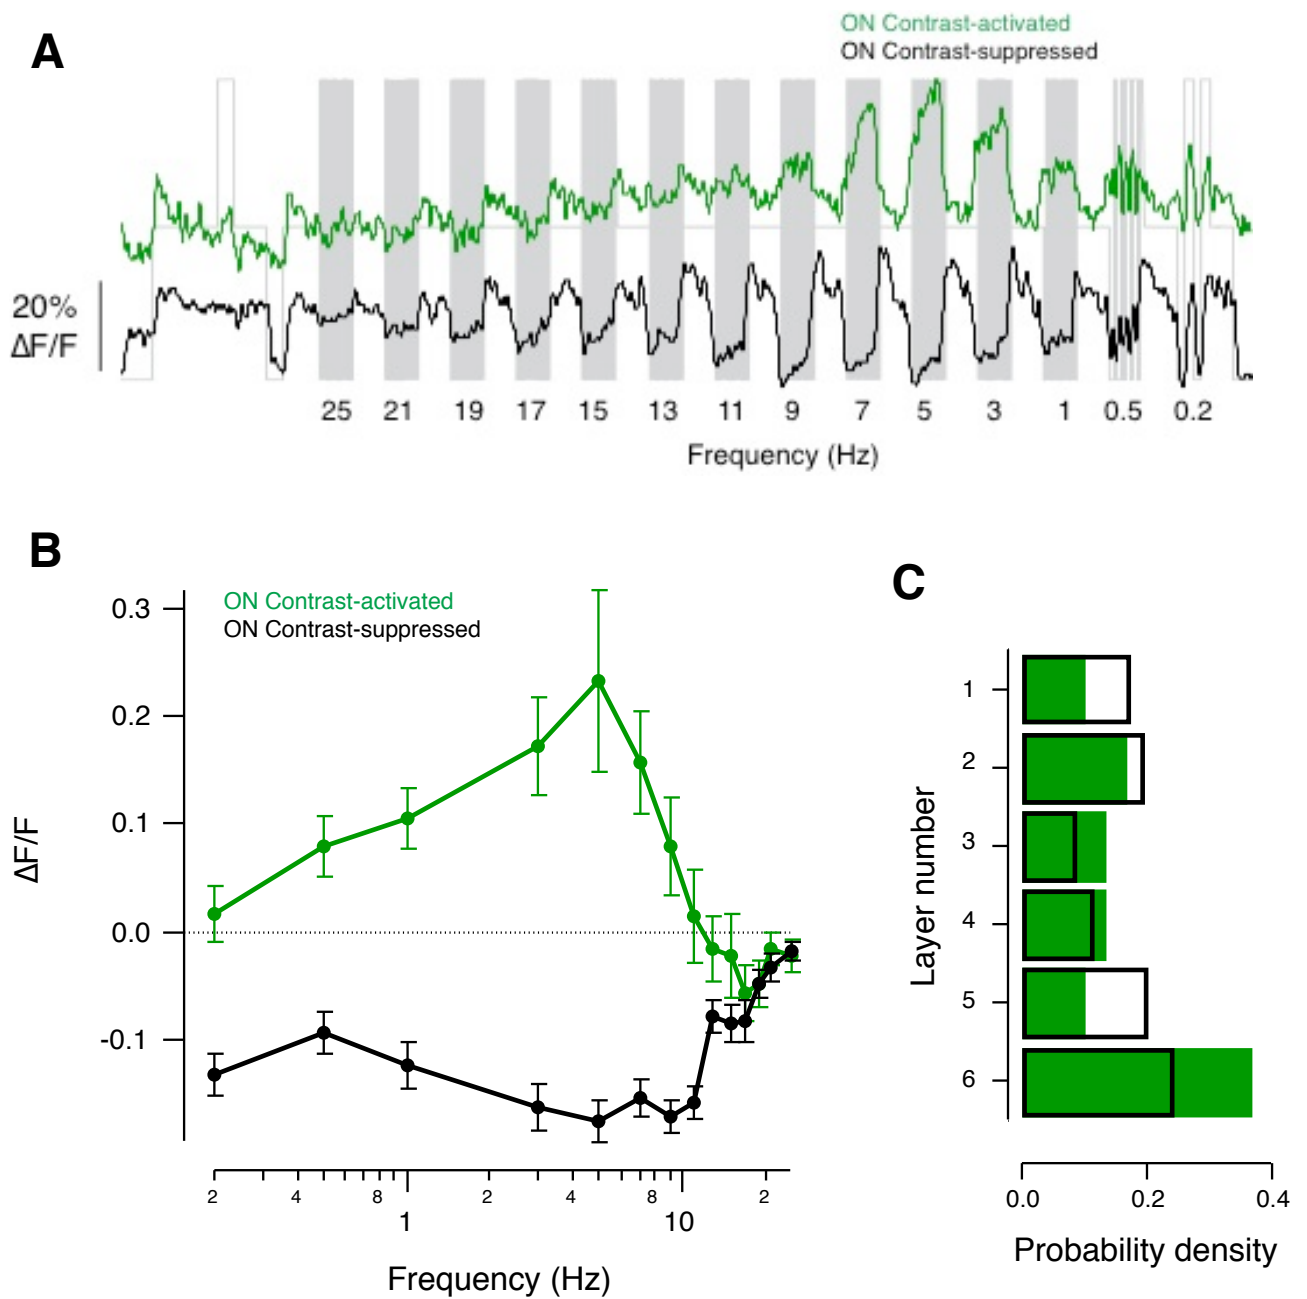 A
ON Contrast-activated
ON Contrast-suppressed
20%
ΔF/F
25 21 19 17 15 13 11 9 7 5 3 1 0.5 0.2
Frequency (Hz)
B
ON Contrast-activated
ON Contrast-suppressed
0.3
0.2
0.1
0.0
-0.1
ΔF/F
2 4 8 2 4 8 2
1 10
Frequency (Hz)
C
1
2
3
4
5
6
Layer number
0.0 0.2 0.4
Probability density